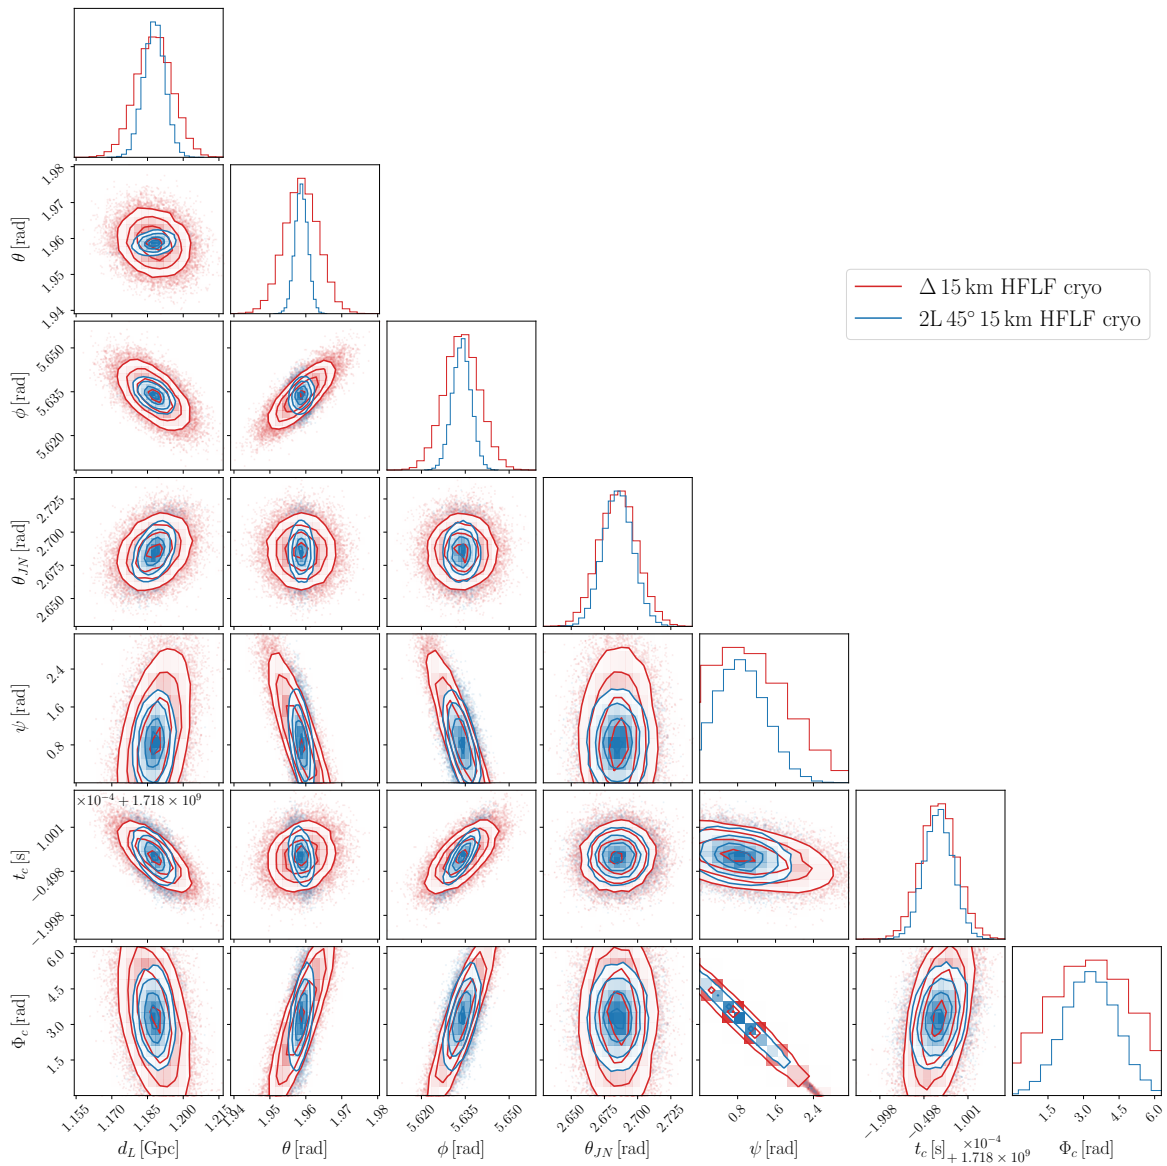 1.98
1.97
1.96
1.95
1.94
θ [rad]
Δ 15 km HFLF cryo
2L 45° 15 km HFLF cryo
5.650
5.635
5.620
ϕ [rad]
2.725
2.700
2.675
2.650
θ_{JN} [rad]
2.4
1.6
0.8
ψ [rad]
×10^{−4} + 1.718 × 10^9
1.001
−0.498
−1.998
t_c [s]
6.0
4.5
3.0
1.5
Φ_c [rad]
1.155 1.170 1.185 1.200 1.215
1.94 1.95 1.96 1.97 1.98
5.620 5.635 5.650
2.650 2.675 2.700 2.725
0.8 1.6 2.4
−1.998 −0.498 1.001
1.5 3.0 4.5 6.0
d_L [Gpc] θ [rad] ϕ [rad] θ_{JN} [rad] ψ [rad] t_c [s] ×10^{−4} + 1.718 × 10^9 Φ_c [rad]